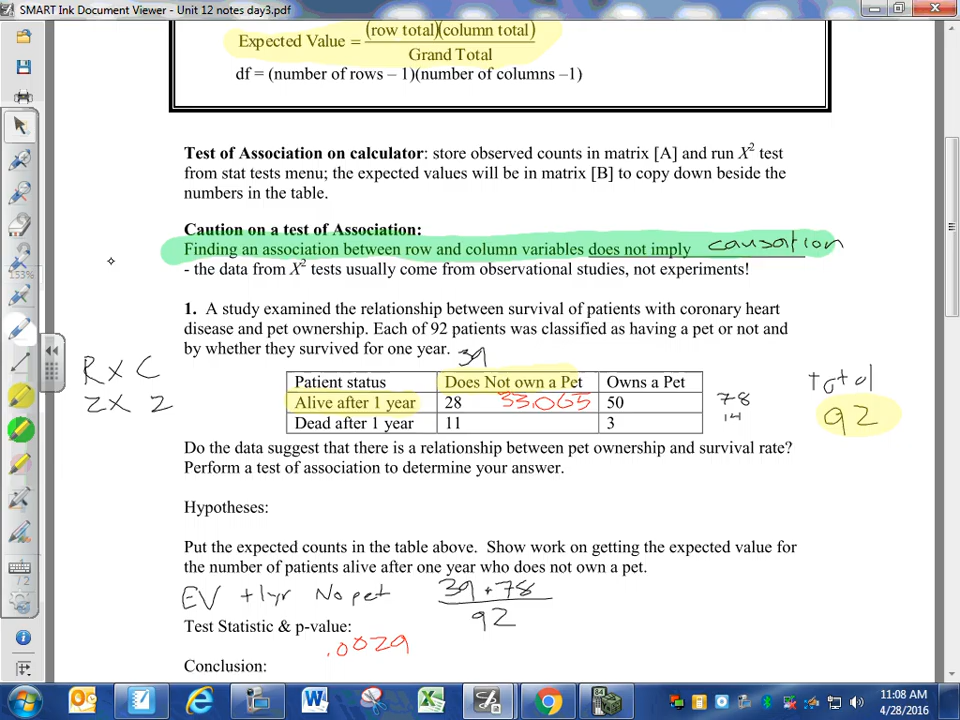 SMART Ink Document Viewer - Unit 12 notes day3.pdf
Expected Value = (row total)(column total)
Grand Total
df = (number of rows – 1)(number of columns –1)
Test of Association on calculator: store observed counts in matrix [A] and run X² test
from stat tests menu; the expected values will be in matrix [B] to copy down beside the
numbers in the table.
Caution on a test of Association:
Finding an association between row and column variables does not imply causation
- the data from X² tests usually come from observational studies, not experiments!
153%
1. A study examined the relationship between survival of patients with coronary heart
disease and pet ownership. Each of 92 patients was classified as having a pet or not and
by whether they survived for one year.
39
R x C
2 x 2
Patient status Does Not own a Pet Owns a Pet
Alive after 1 year 28 33.065 50 78
Dead after 1 year 11 3 14
Total
92
Do the data suggest that there is a relationship between pet ownership and survival rate?
Perform a test of association to determine your answer.
Hypotheses:
Put the expected counts in the table above. Show work on getting the expected value for
the number of patients alive after one year who does not own a pet.
EV +1yr No pet 39 * 78
92
Test Statistic & p-value:
.0029
Conclusion:
/ 2
11:08 AM
4/28/2016